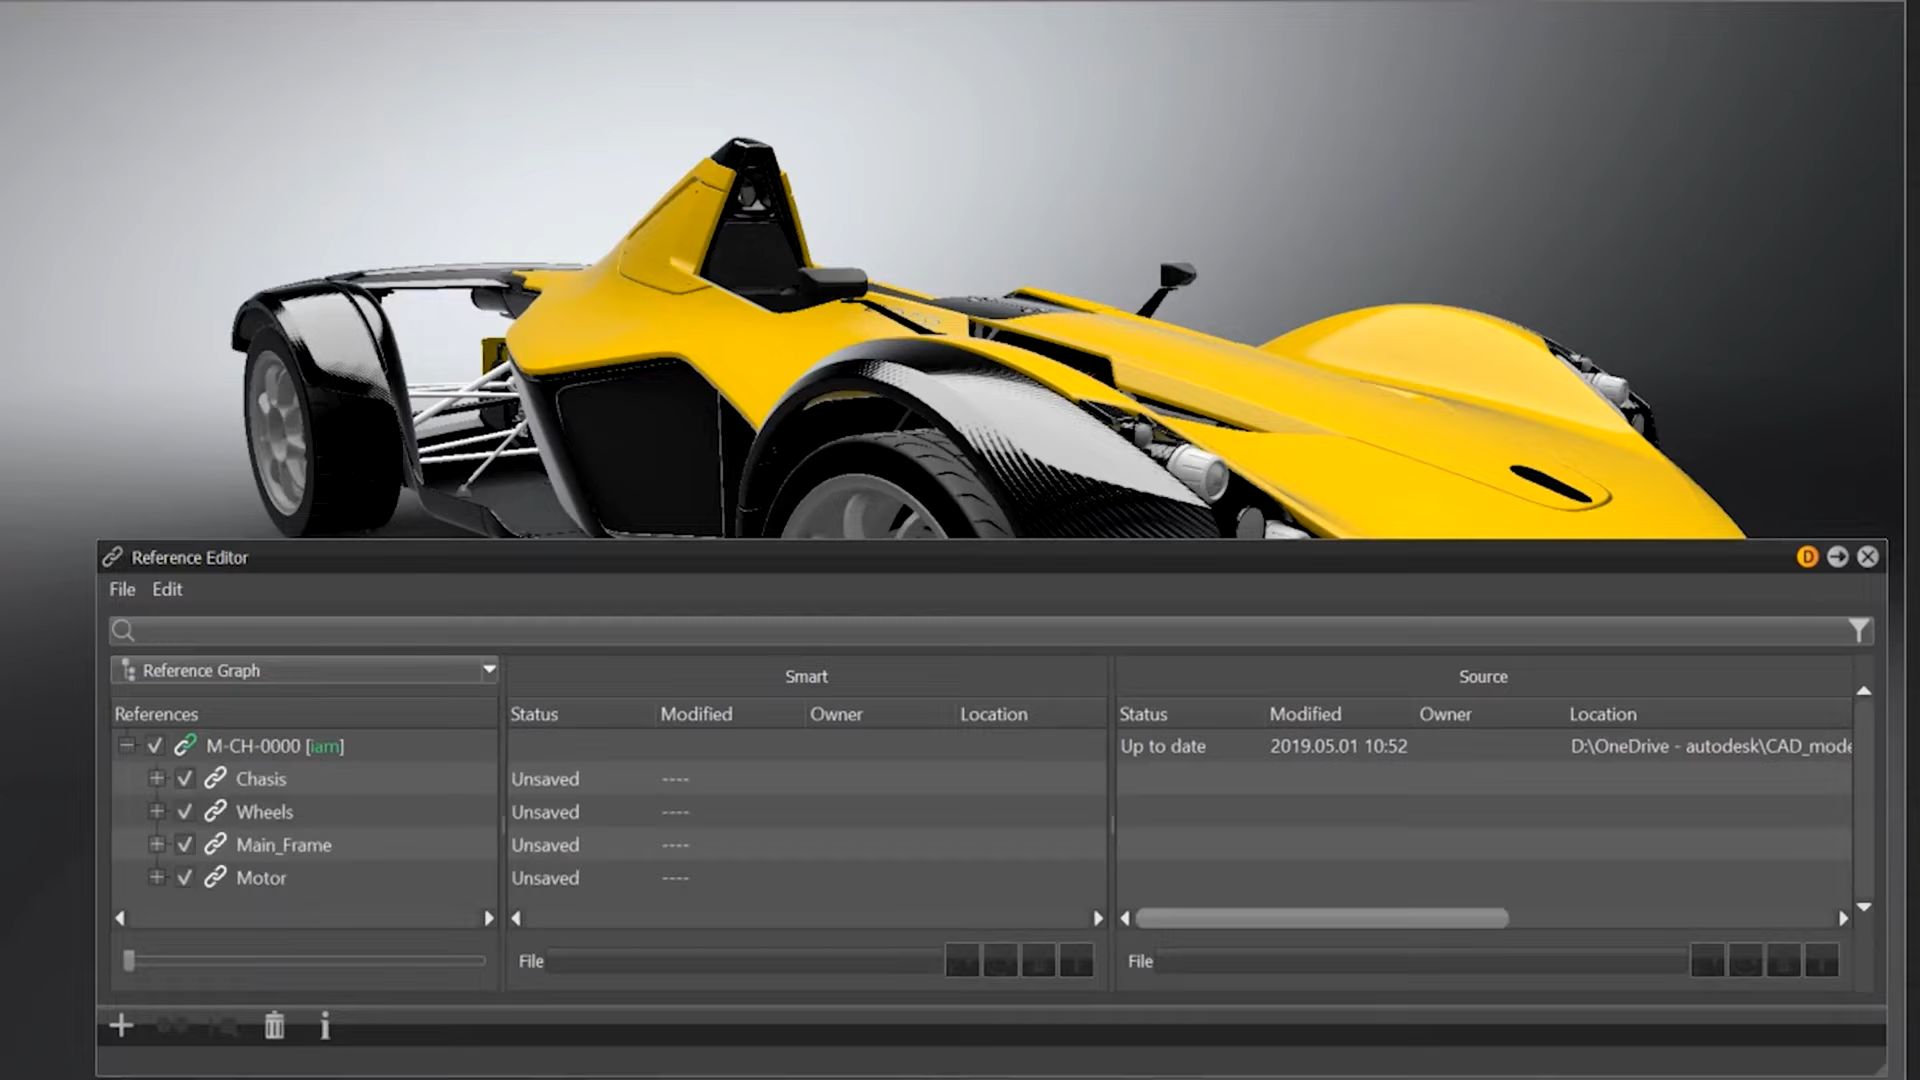 Reference Editor D
File Edit
Reference Graph Smart Source
References Status Modified Owner Location Status Modified Owner Location
M-CH-0000 [iam] Up to date 2019.05.01 10:52 D:\OneDrive - autodesk\CAD_mode
Chasis Unsaved ----
Wheels Unsaved ----
Main_Frame Unsaved ----
Motor Unsaved ----
File File